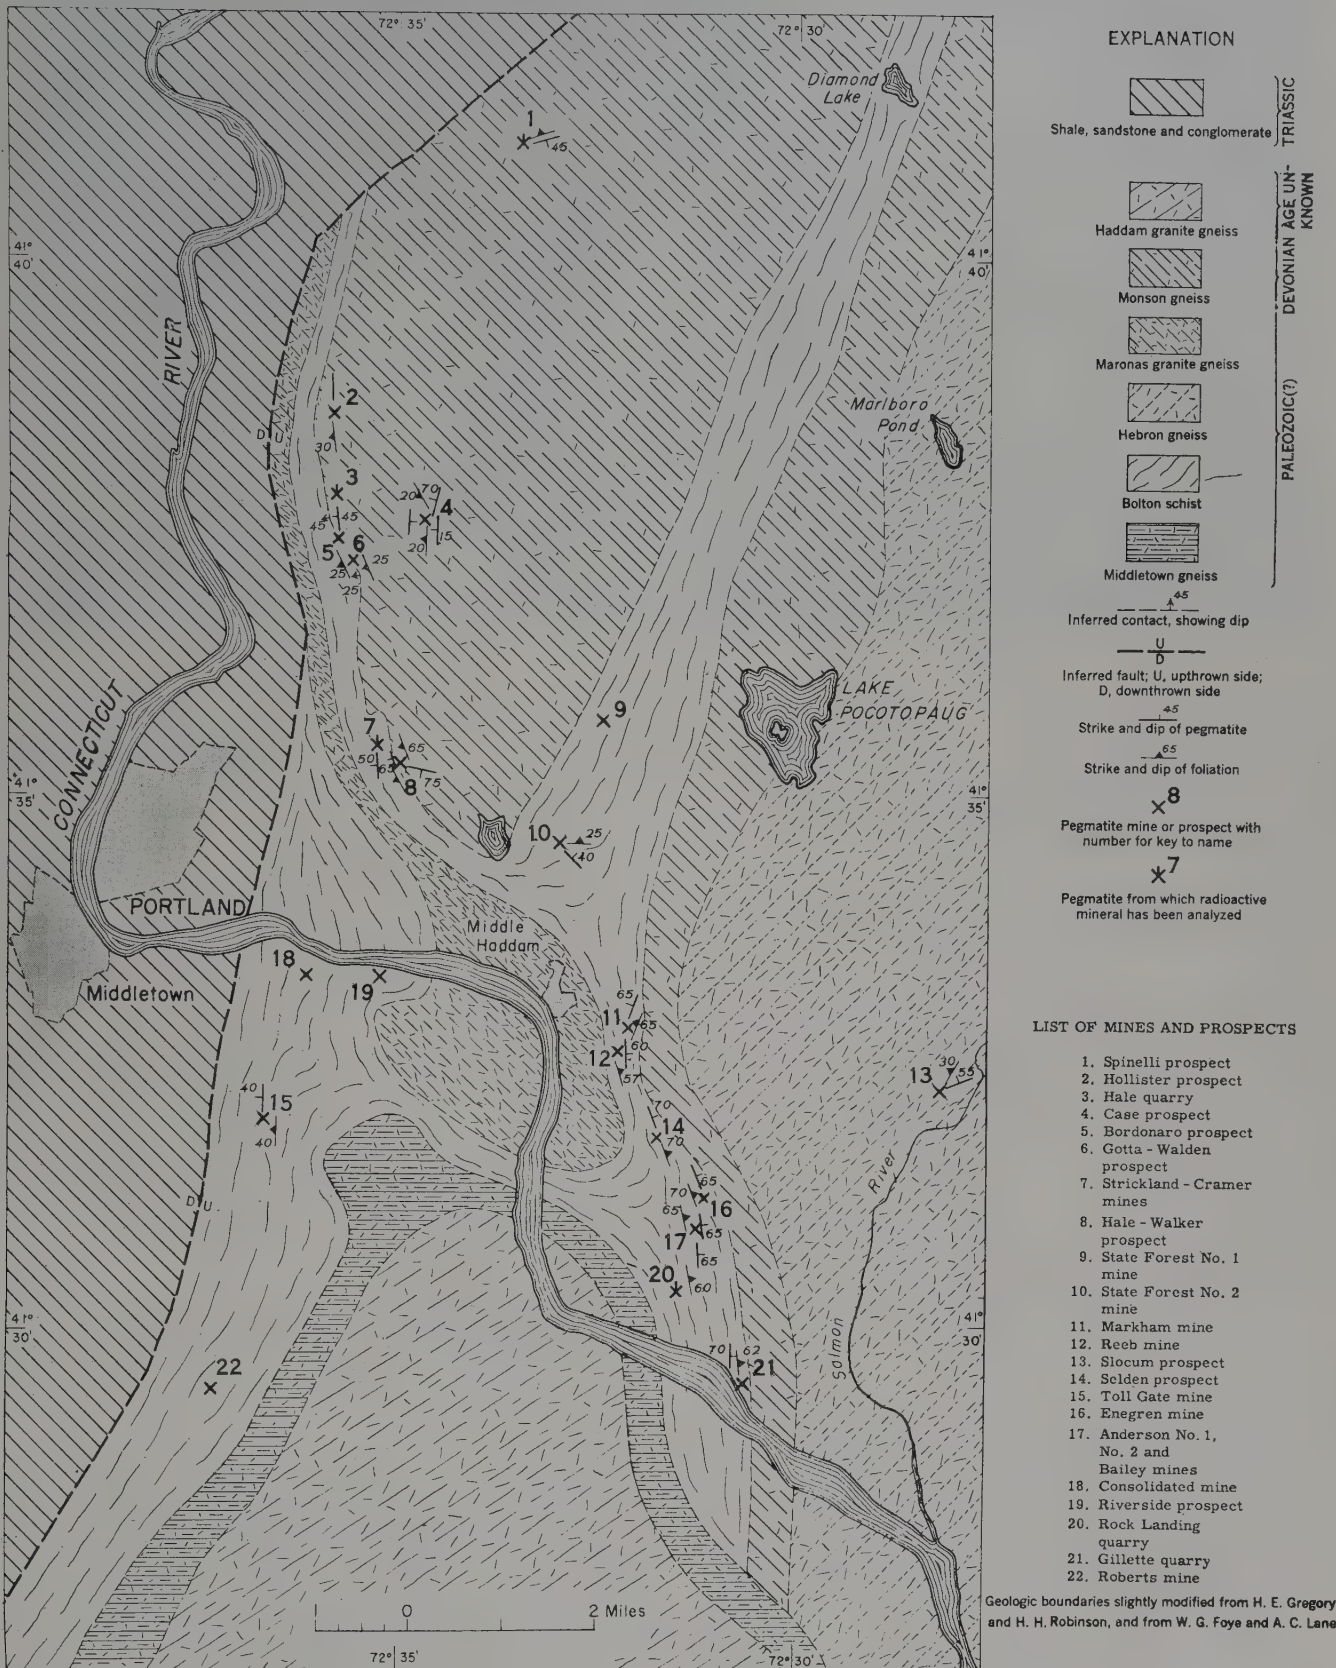 72° 35'
72° 30'
Diamond
Lake
1
45
41°
40'
41°
40'
RIVER
2
D U
30
Marlboro
Pond
3
20
70
4
45
45
5
6
20
15
25
25
25
CONNECTICUT
LAKE
POCOTOPAUG
9
7
65
50
65
8
75
41°
35'
41°
35'
10
25
40
PORTLAND
Middle
Haddam
18
19
Middletown
65
11
65
12
60
57
13
30
55
40
15
40
70
14
70
D U
River
65
70
16
65
17
65
65
20
60
Salmon
41°
30'
41°
30'
22
70
62
21
0
2 Miles
72° 35'
72° 30'
EXPLANATION
Shale, sandstone and conglomerate
TRIASSIC
Haddam granite gneiss
Monson gneiss
Maronas granite gneiss
Hebron gneiss
Bolton schist
Middletown gneiss
PALEOZOIC(?)
DEVONIAN AGE UN-
KNOWN
45
Inferred contact, showing dip
U
D
Inferred fault; U, upthrown side;
D, downthrown side
45
Strike and dip of pegmatite
65
Strike and dip of foliation
8
Pegmatite mine or prospect with
number for key to name
7
Pegmatite from which radioactive
mineral has been analyzed
LIST OF MINES AND PROSPECTS
1. Spinelli prospect
2. Hollister prospect
3. Hale quarry
4. Case prospect
5. Bordonaro prospect
6. Gotta - Walden
prospect
7. Strickland - Cramer
mines
8. Hale - Walker
prospect
9. State Forest No. 1
mine
10. State Forest No. 2
mine
11. Markham mine
12. Reeb mine
13. Slocum prospect
14. Selden prospect
15. Toll Gate mine
16. Enegren mine
17. Anderson No. 1,
No. 2 and
Bailey mines
18. Consolidated mine
19. Riverside prospect
20. Rock Landing
quarry
21. Gillette quarry
22. Roberts mine
Geologic boundaries slightly modified from H. E. Gregory
and H. H. Robinson, and from W. G. Foye and A. C. Lane